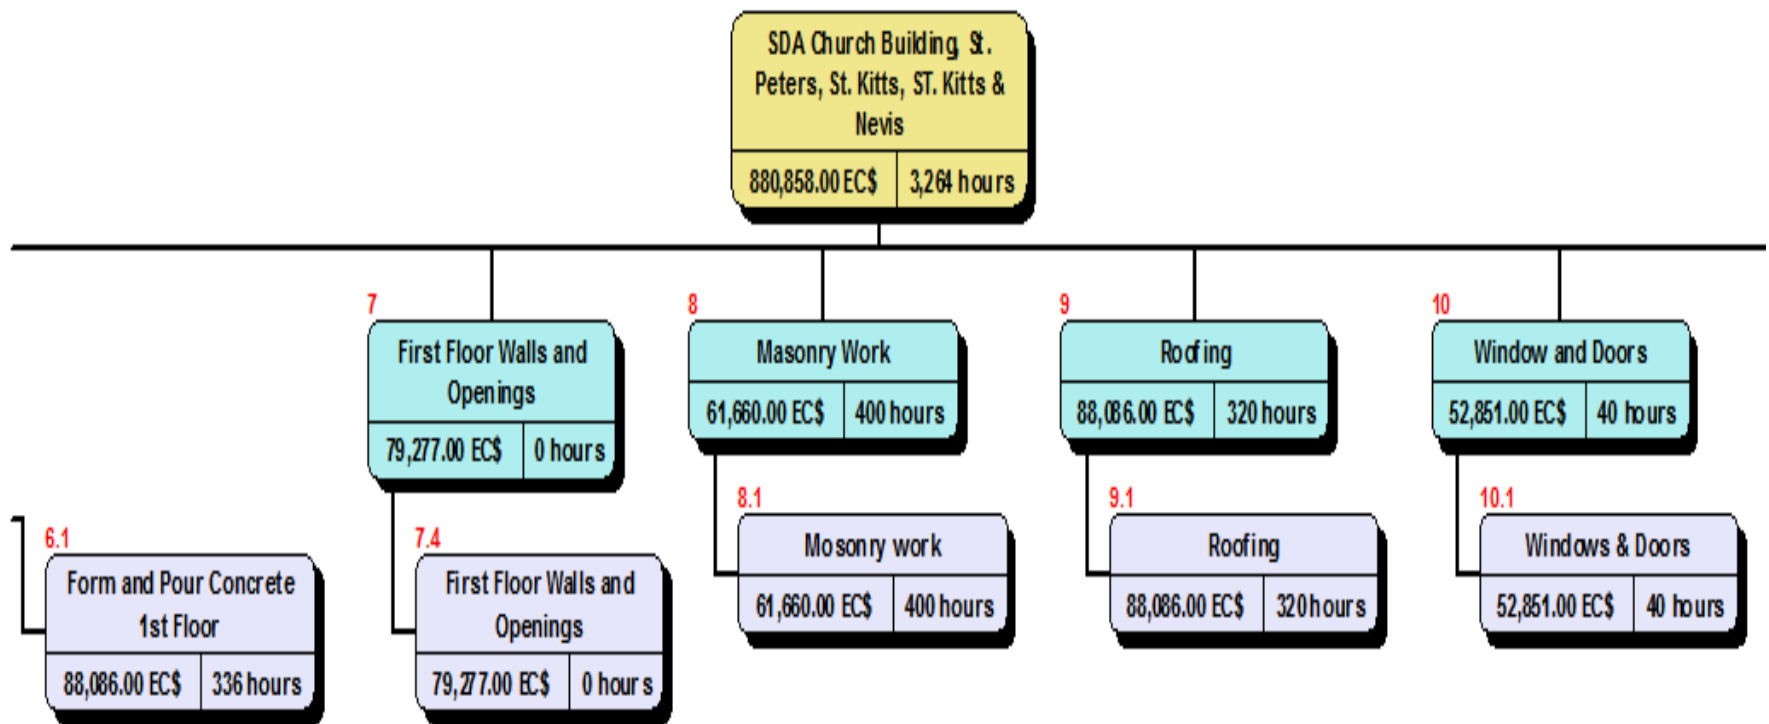 SDA Church Building, St.
Peters, St. Kitts, ST. Kitts &
Nevis
880,858.00 EC$ 3,264 hours
7
First Floor Walls and
Openings
79,277.00 EC$ 0 hours
8
Masonry Work
61,660.00 EC$ 400 hours
9
Roofing
88,086.00 EC$ 320 hours
10
Window and Doors
52,851.00 EC$ 40 hours
6.1
Form and Pour Concrete
1st Floor
88,086.00 EC$ 336 hours
7.4
First Floor Walls and
Openings
79,277.00 EC$ 0 hours
8.1
Mosonry work
61,660.00 EC$ 400 hours
9.1
Roofing
88,086.00 EC$ 320 hours
10.1
Windows & Doors
52,851.00 EC$ 40 hours